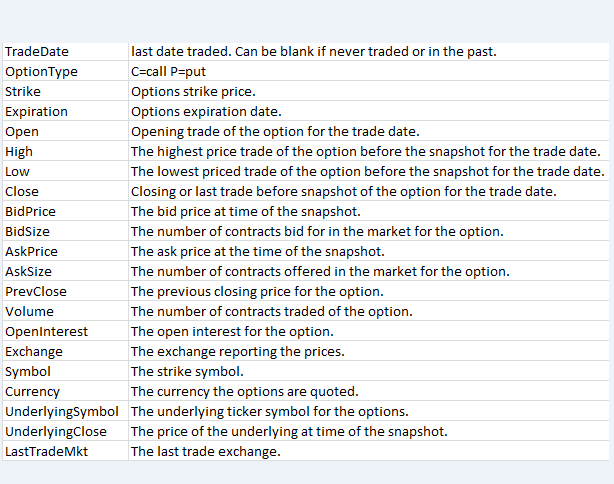 TradeDate last date traded. Can be blank if never traded or in the past.
OptionType C=call P=put
Strike Options strike price.
Expiration Options expiration date.
Open Opening trade of the option for the trade date.
High The highest price trade of the option before the snapshot for the trade date.
Low The lowest priced trade of the option before the snapshot for the trade date.
Close Closing or last trade before snapshot of the option for the trade date.
BidPrice The bid price at time of the snapshot.
BidSize The number of contracts bid for in the market for the option.
AskPrice The ask price at the time of the snapshot.
AskSize The number of contracts offered in the market for the option.
PrevClose The previous closing price for the option.
Volume The number of contracts traded of the option.
OpenInterest The open interest for the option.
Exchange The exchange reporting the prices.
Symbol The strike symbol.
Currency The currency the options are quoted.
UnderlyingSymbol The underlying ticker symbol for the options.
UnderlyingClose The price of the underlying at time of the snapshot.
LastTradeMkt The last trade exchange.